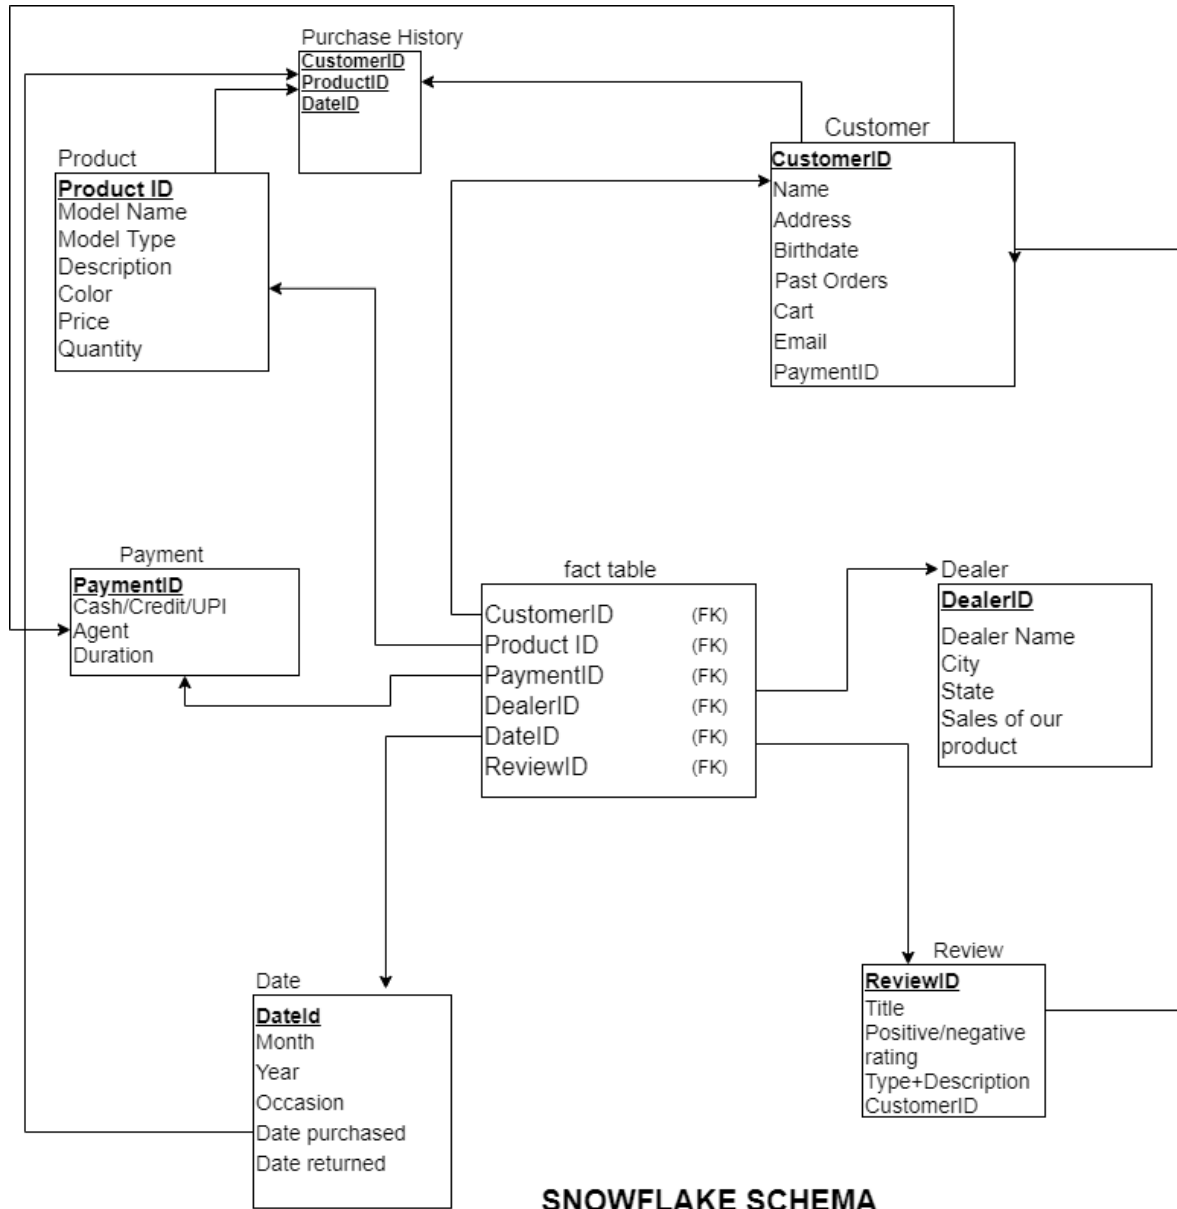 Purchase History
CustomerID
ProductID
DateID
Customer
CustomerID
Name
Address
Birthdate
Past Orders
Cart
Email
PaymentID
Product
Product ID
Model Name
Model Type
Description
Color
Price
Quantity
Payment
PaymentID
Cash/Credit/UPI
Agent
Duration
fact table
CustomerID (FK)
Product ID (FK)
PaymentID (FK)
DealerID (FK)
DateID (FK)
ReviewID (FK)
Dealer
DealerID
Dealer Name
City
State
Sales of our
product
Date
DateId
Month
Year
Occasion
Date purchased
Date returned
Review
ReviewID
Title
Positive/negative
rating
Type+Description
CustomerID
SNOWFLAKE SCHEMA